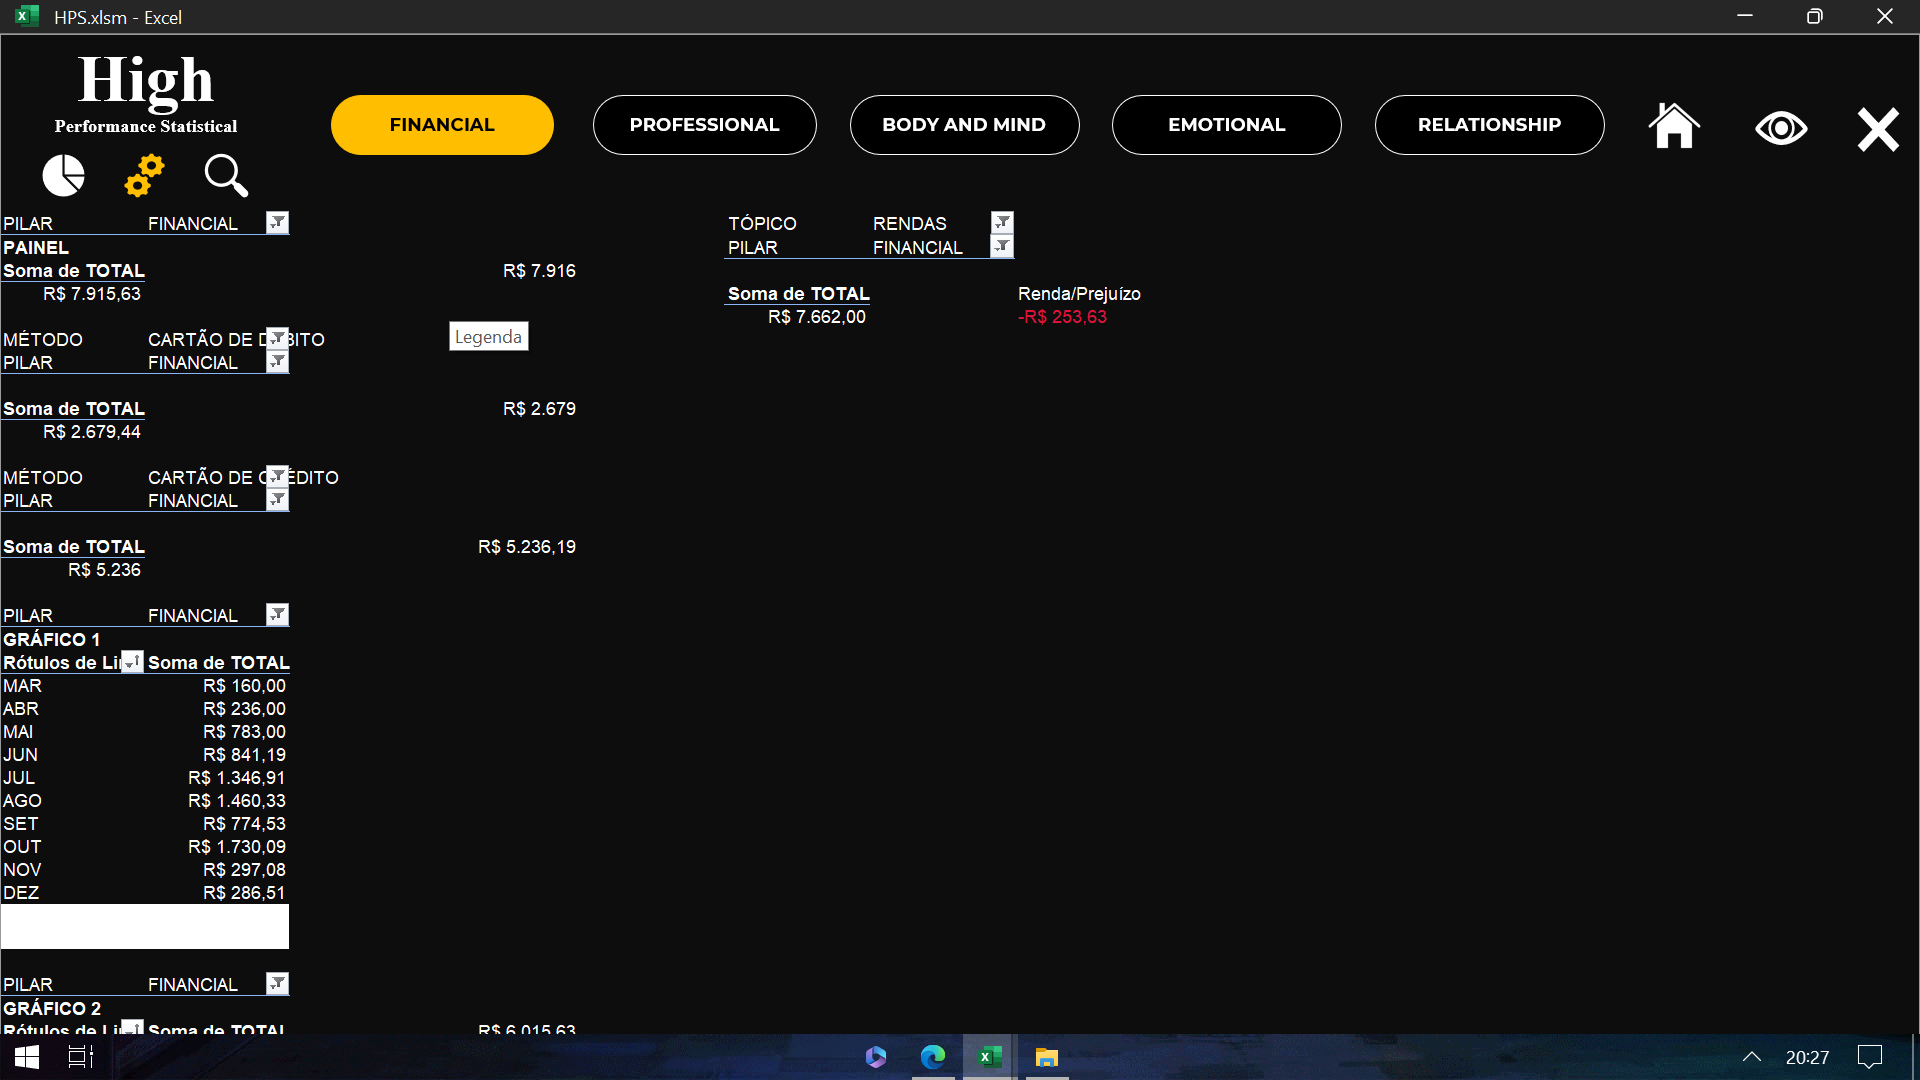 HPS.xlsm - Excel
High
Performance Statistical
FINANCIAL
PROFESSIONAL
BODY AND MIND
EMOTIONAL
RELATIONSHIP
PILAR FINANCIAL
PAINEL
Soma de TOTAL R$ 7.916
R$ 7.915,63
TÓPICO RENDAS
PILAR FINANCIAL
Soma de TOTAL Renda/Prejuízo
R$ 7.662,00 -R$ 253,63
Legenda
MÉTODO CARTÃO DE D BITO
PILAR FINANCIAL
Soma de TOTAL R$ 2.679
R$ 2.679,44
MÉTODO CARTÃO DE C ÉDITO
PILAR FINANCIAL
Soma de TOTAL R$ 5.236,19
R$ 5.236
PILAR FINANCIAL
GRÁFICO 1
Rótulos de Li Soma de TOTAL
MAR R$ 160,00
ABR R$ 236,00
MAI R$ 783,00
JUN R$ 841,19
JUL R$ 1.346,91
AGO R$ 1.460,33
SET R$ 774,53
OUT R$ 1.730,09
NOV R$ 297,08
DEZ R$ 286,51
PILAR FINANCIAL
GRÁFICO 2
Rótulos de Li Soma de TOTAL R$ 6.015,63
20:27